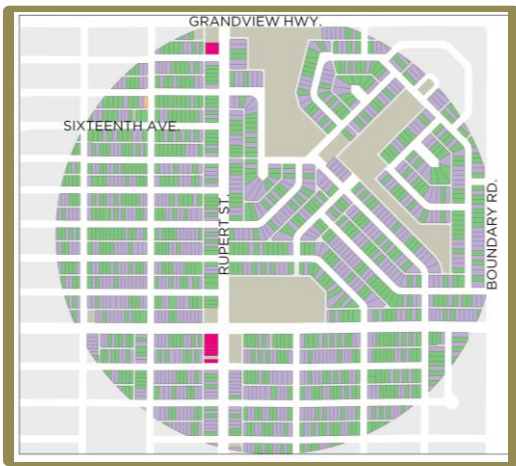 GRANDVIEW HWY.
SIXTEENTH AVE.
RUPERT ST.
BOUNDARY RD.